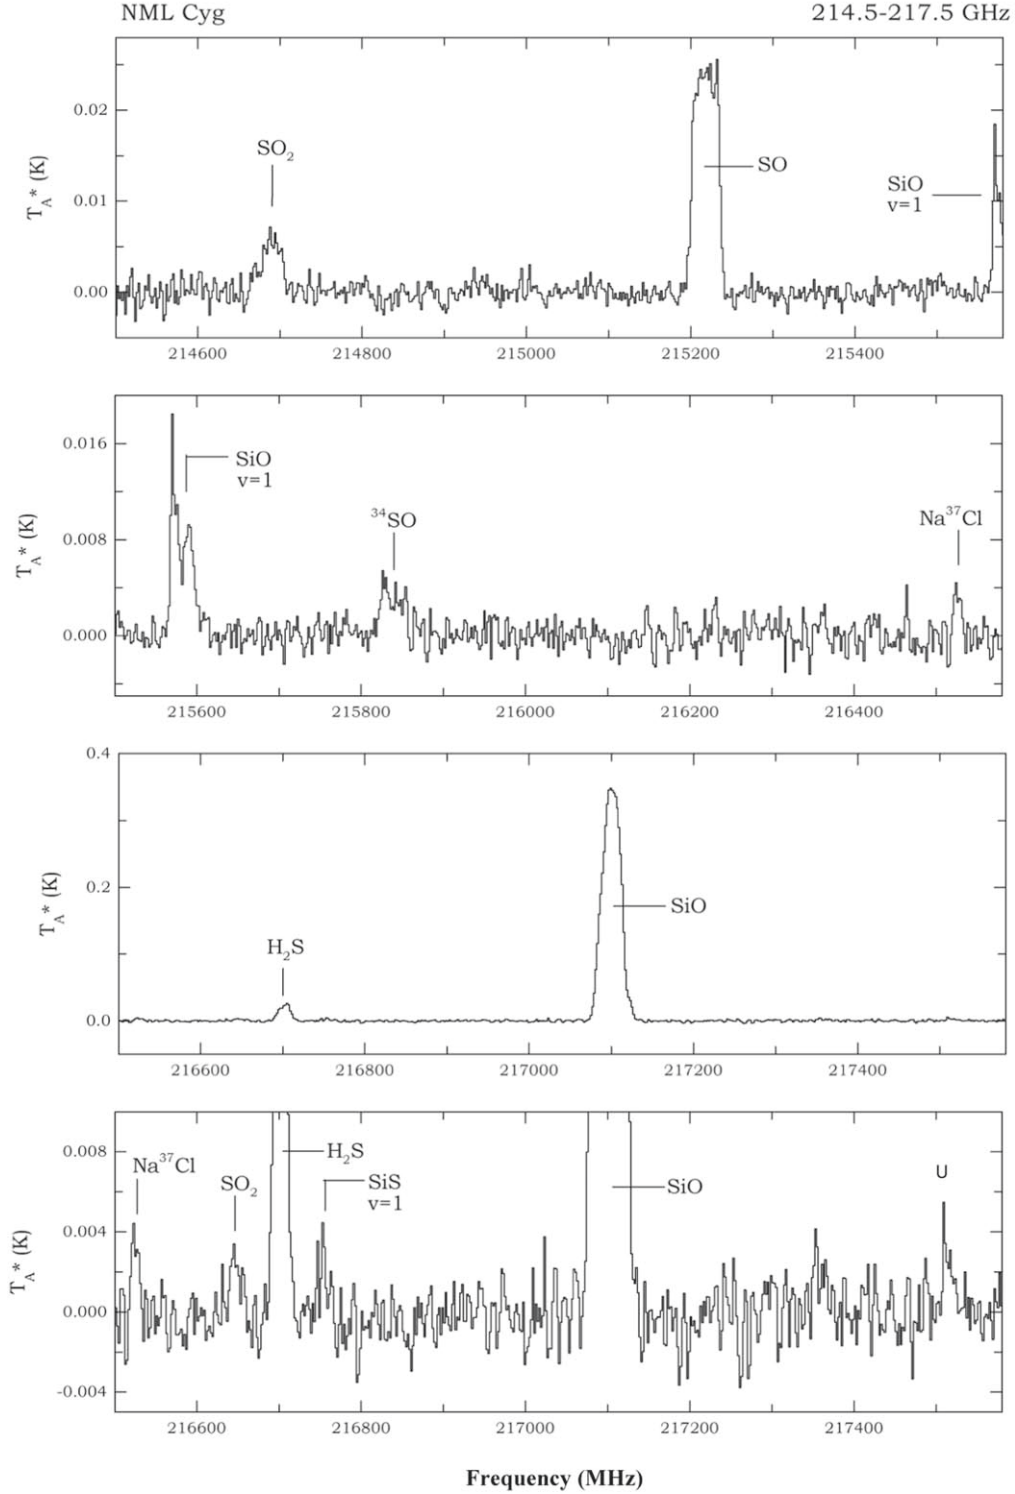 NML Cyg 214.5-217.5 GHz
T_A* (K)
0.02
0.01
0.00
SO₂
SO
SiO
v=1
214600 214800 215000 215200 215400
T_A* (K)
0.016
0.008
0.000
SiO
v=1
³⁴SO
Na³⁷Cl
215600 215800 216000 216200 216400
T_A* (K)
0.4
0.2
0.0
H₂S
SiO
216600 216800 217000 217200 217400
T_A* (K)
0.008
0.004
0.000
-0.004
Na³⁷Cl
SO₂
H₂S
SiS
v=1
SiO
U
216600 216800 217000 217200 217400
Frequency (MHz)